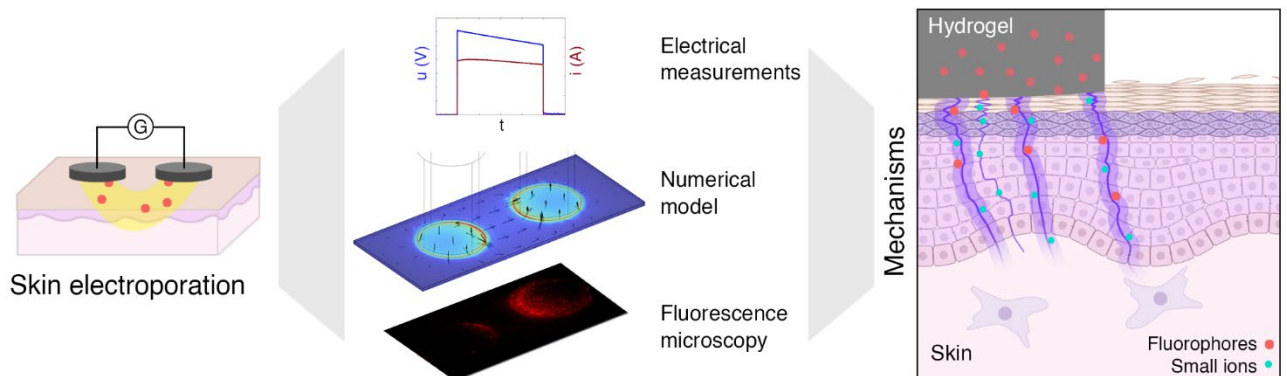 G
Skin electroporation
u (V)
i (A)
t
Electrical
measurements
Numerical
model
Fluorescence
microscopy
Mechanisms
Hydrogel
Skin
Fluorophores
Small ions